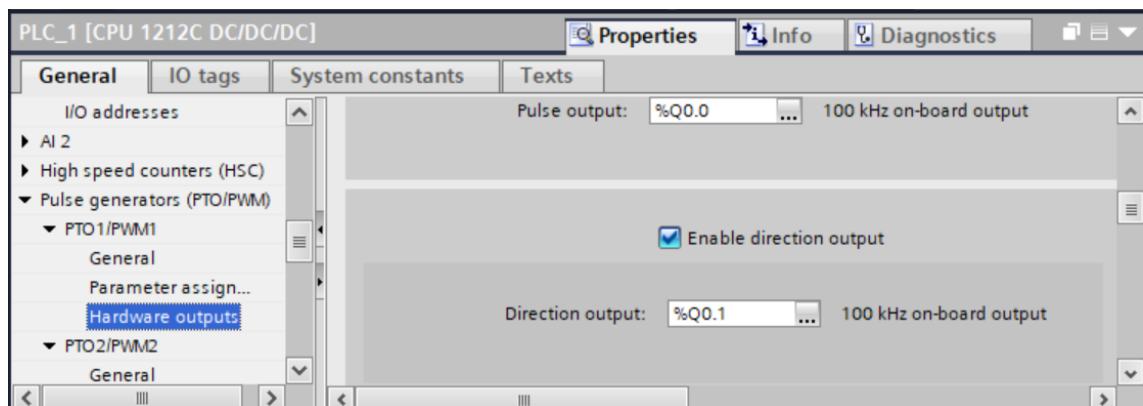 PLC_1 [CPU 1212C DC/DC/DC]
Properties
Info
Diagnostics
General
IO tags
System constants
Texts
I/O addresses
AI 2
High speed counters (HSC)
Pulse generators (PTO/PWM)
PTO1/PWM1
General
Parameter assign...
Hardware outputs
PTO2/PWM2
General
Pulse output: %Q0.0 ... 100 kHz on-board output
Enable direction output
Direction output: %Q0.1 ... 100 kHz on-board output